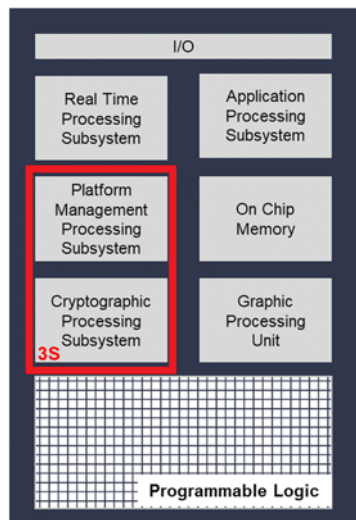 I/O
Real Time
Processing
Subsystem
Application
Processing
Subsystem
Platform
Management
Processing
Subsystem
On Chip
Memory
Cryptographic
Processing
Subsystem
3S
Graphic
Processing
Unit
Programmable Logic